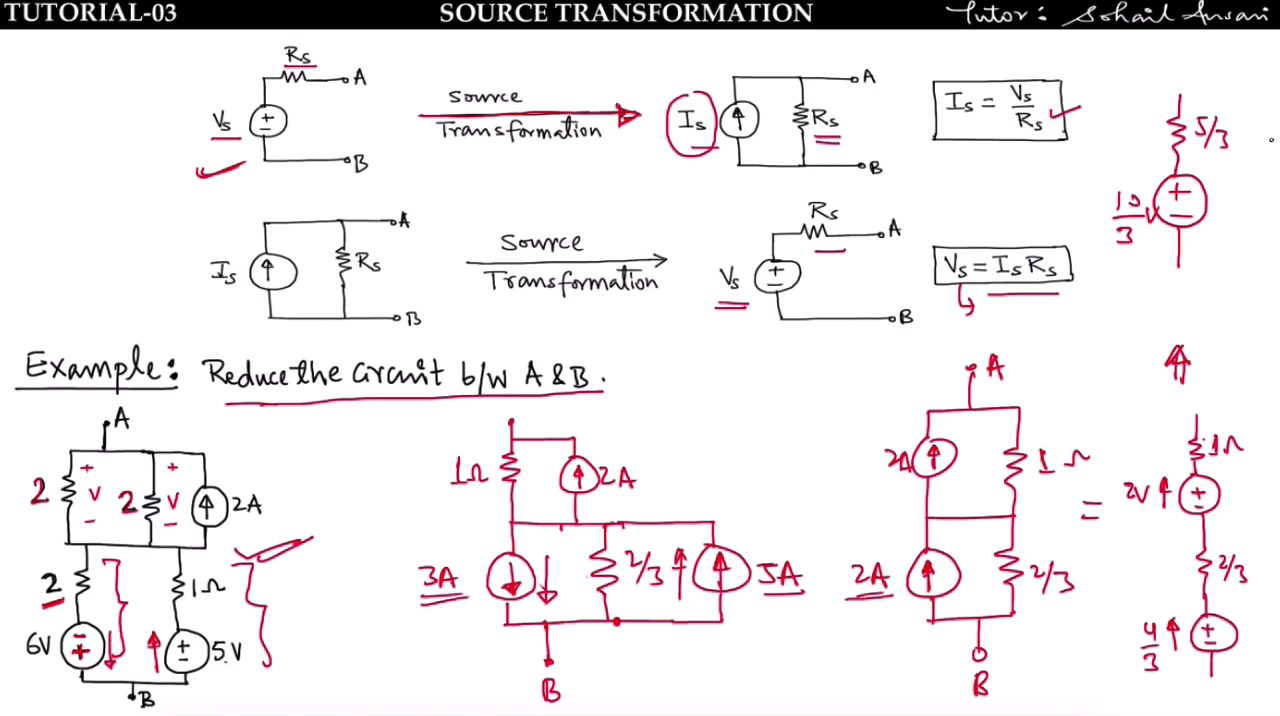 TUTORIAL-03 SOURCE TRANSFORMATION Tutor: Sohail Ansari
Rs
A
Vs
B
Source
Transformation
A
Is
Rs
B
Is = Vs/Rs
5/3
10/3 V
A
Is
Rs
B
Source
Transformation
Rs
A
Vs
B
Vs = Is Rs
Example: Reduce the circuit b/w A & B.
A
2
+ V -
2
+ V -
2A
2
1Ω
6V
5V
B
1Ω
2A
3A
2/3
5A
B
A
2A
1Ω
2A
2/3
B
=
1Ω
2V
2/3
4/3